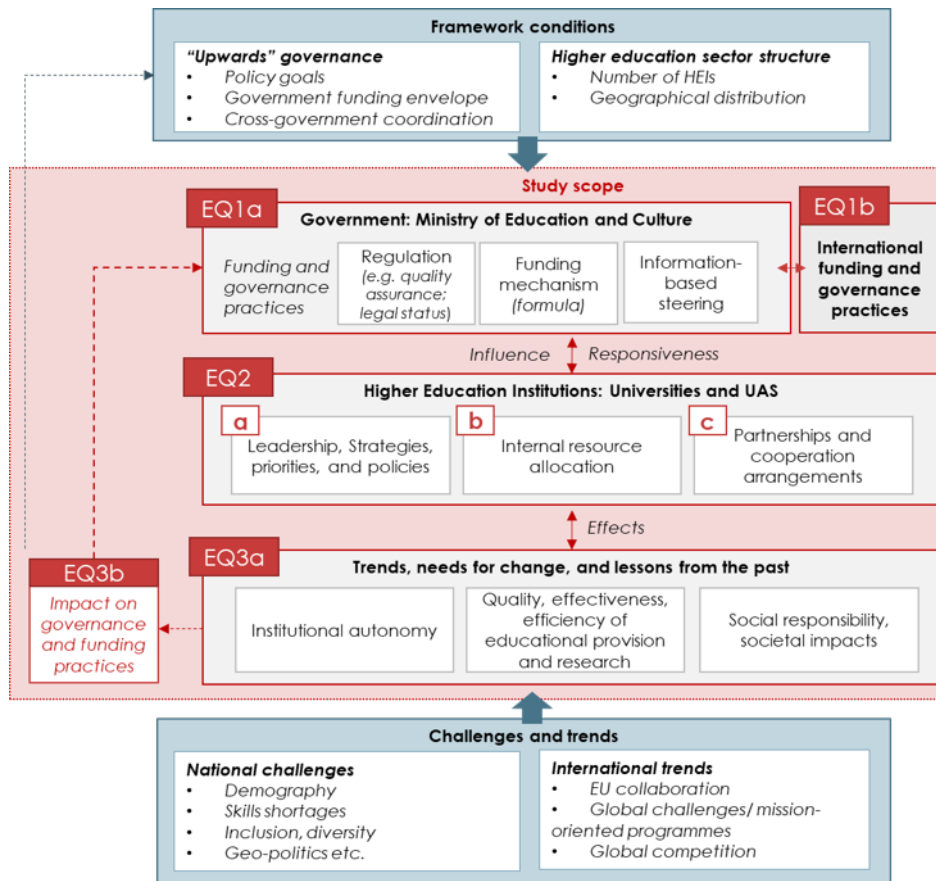 Framework conditions
“Upwards” governance
• Policy goals
• Government funding envelope
• Cross-government coordination
Higher education sector structure
• Number of HEIs
• Geographical distribution
Study scope
EQ1a
Government: Ministry of Education and Culture
Funding and
governance
practices
Regulation
(e.g. quality
assurance;
legal status)
Funding
mechanism
(formula)
Information-
based
steering
EQ1b
International
funding and
governance
practices
Influence
Responsiveness
EQ2
Higher Education Institutions: Universities and UAS
a
Leadership, Strategies,
priorities, and policies
b
Internal resource
allocation
c
Partnerships and
cooperation
arrangements
Effects
EQ3a
Trends, needs for change, and lessons from the past
Institutional autonomy
Quality, effectiveness,
efficiency of
educational provision
and research
Social responsibility,
societal impacts
EQ3b
Impact on
governance
and funding
practices
Challenges and trends
National challenges
• Demography
• Skills shortages
• Inclusion, diversity
• Geo-politics etc.
International trends
• EU collaboration
• Global challenges/ mission-
oriented programmes
• Global competition